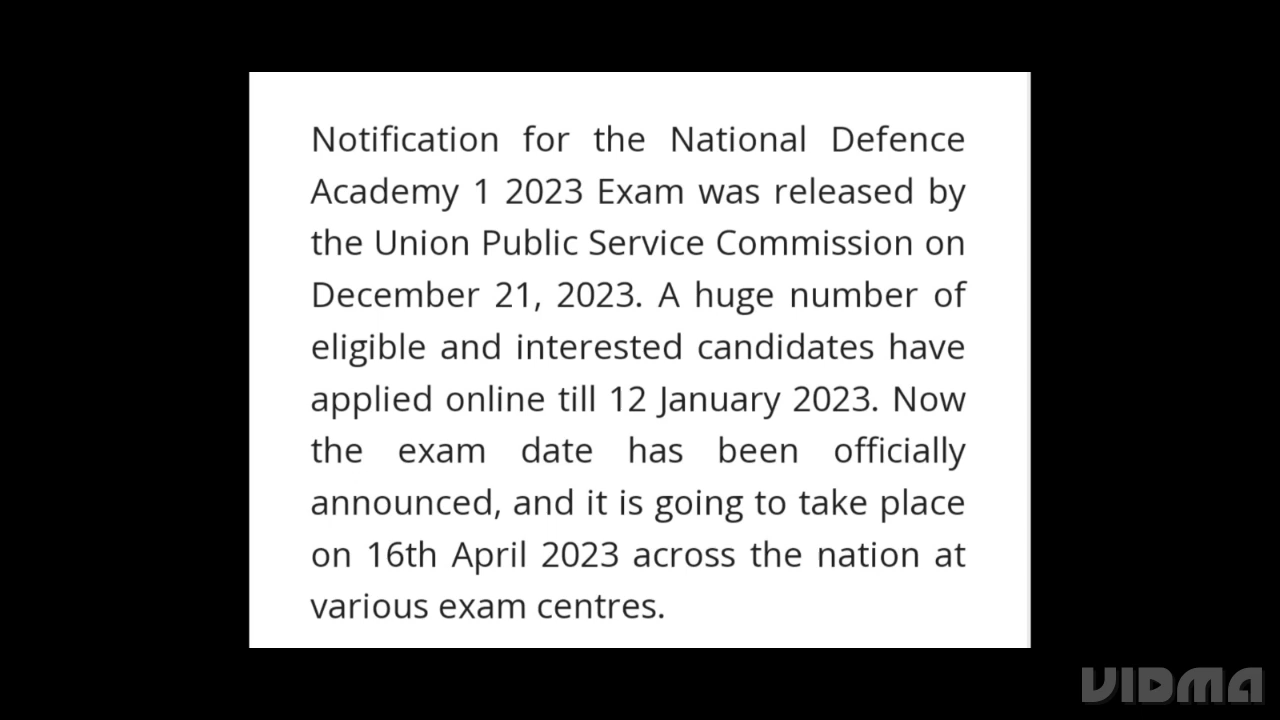 Notification for the National Defence
Academy 1 2023 Exam was released by
the Union Public Service Commission on
December 21, 2023. A huge number of
eligible and interested candidates have
applied online till 12 January 2023. Now
the exam date has been officially
announced, and it is going to take place
on 16th April 2023 across the nation at
various exam centres.
VIDMA